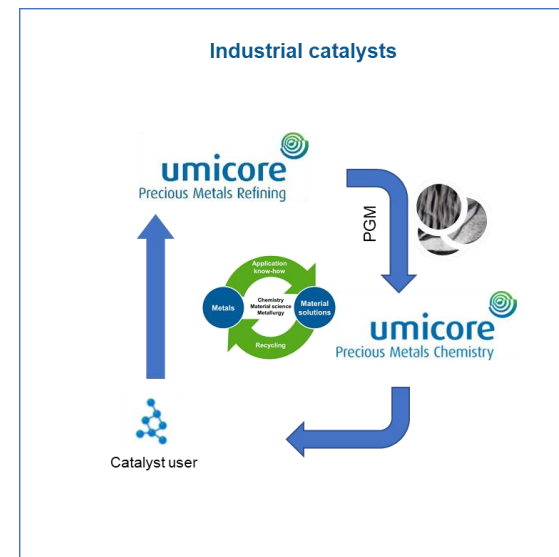 Industrial catalysts
umicore
Precious Metals Refining
PGM
Application
know-how
Metals
Chemistry
Material science
Metallurgy
Material
solutions
Recycling
umicore
Precious Metals Chemistry
Catalyst user